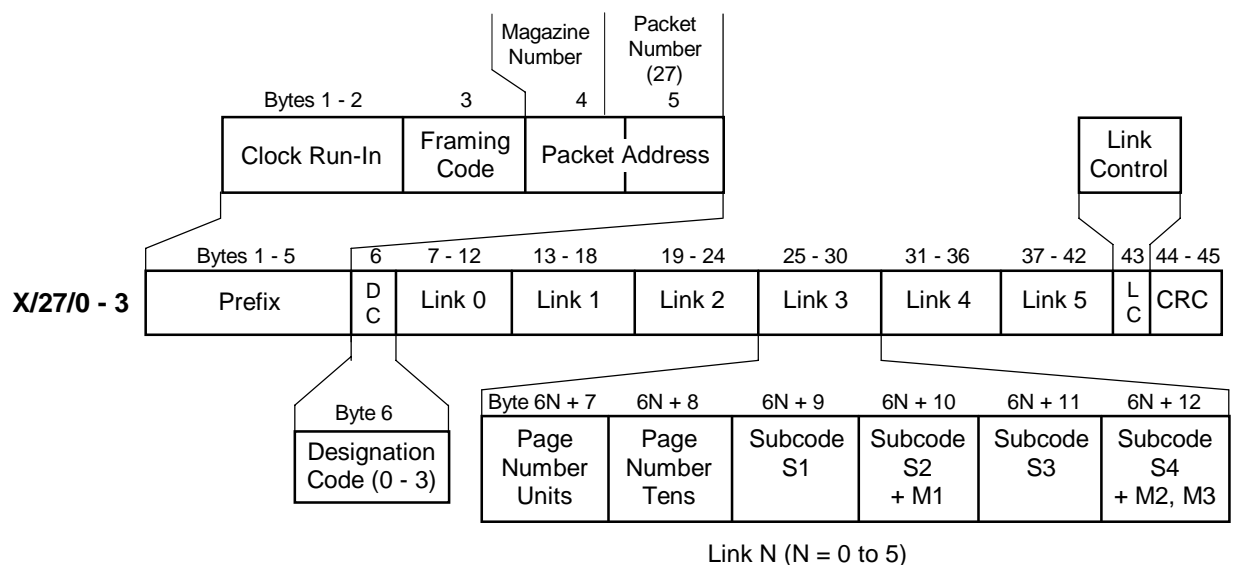 Magazine Number
Packet Number (27)
Bytes 1 - 2
3
4
5
Clock Run-In
Framing Code
Packet Address
Link Control
Bytes 1 - 5
6
7 - 12
13 - 18
19 - 24
25 - 30
31 - 36
37 - 42
43
44 - 45
X/27/0 - 3
Prefix
D C
Link 0
Link 1
Link 2
Link 3
Link 4
Link 5
L C
CRC
Byte 6
Designation Code (0 - 3)
Byte 6N + 7
6N + 8
6N + 9
6N + 10
6N + 11
6N + 12
Page Number Units
Page Number Tens
Subcode S1
Subcode S2 + M1
Subcode S3
Subcode S4 + M2, M3
Link N (N = 0 to 5)